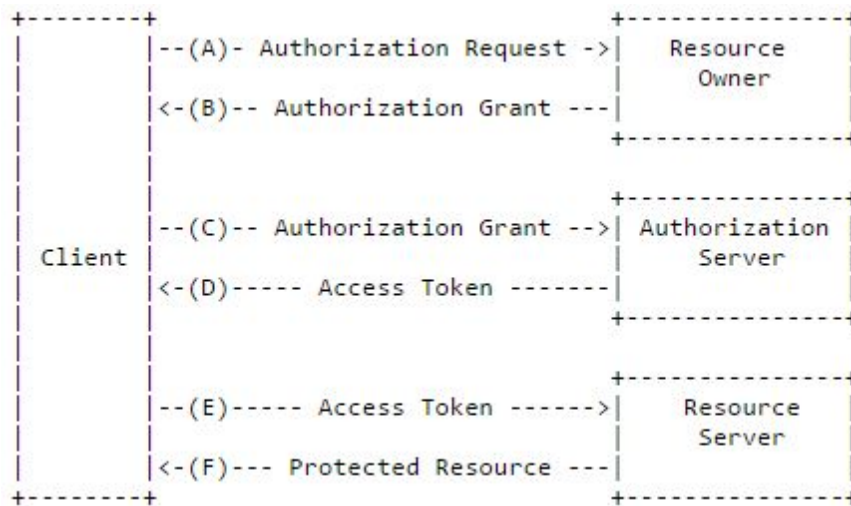 +--------+                               +---------------+
|        |--(A)- Authorization Request ->|   Resource    |
|        |                               |     Owner     |
|        |<-(B)-- Authorization Grant ---|               |
|        |                               +---------------+
|        |
|        |                               +---------------+
|        |--(C)-- Authorization Grant -->| Authorization |
| Client |                               |     Server    |
|        |<-(D)----- Access Token -------|               |
|        |                               +---------------+
|        |
|        |                               +---------------+
|        |--(E)----- Access Token ------>|    Resource   |
|        |                               |     Server    |
|        |<-(F)--- Protected Resource ---|               |
+--------+                               +---------------+